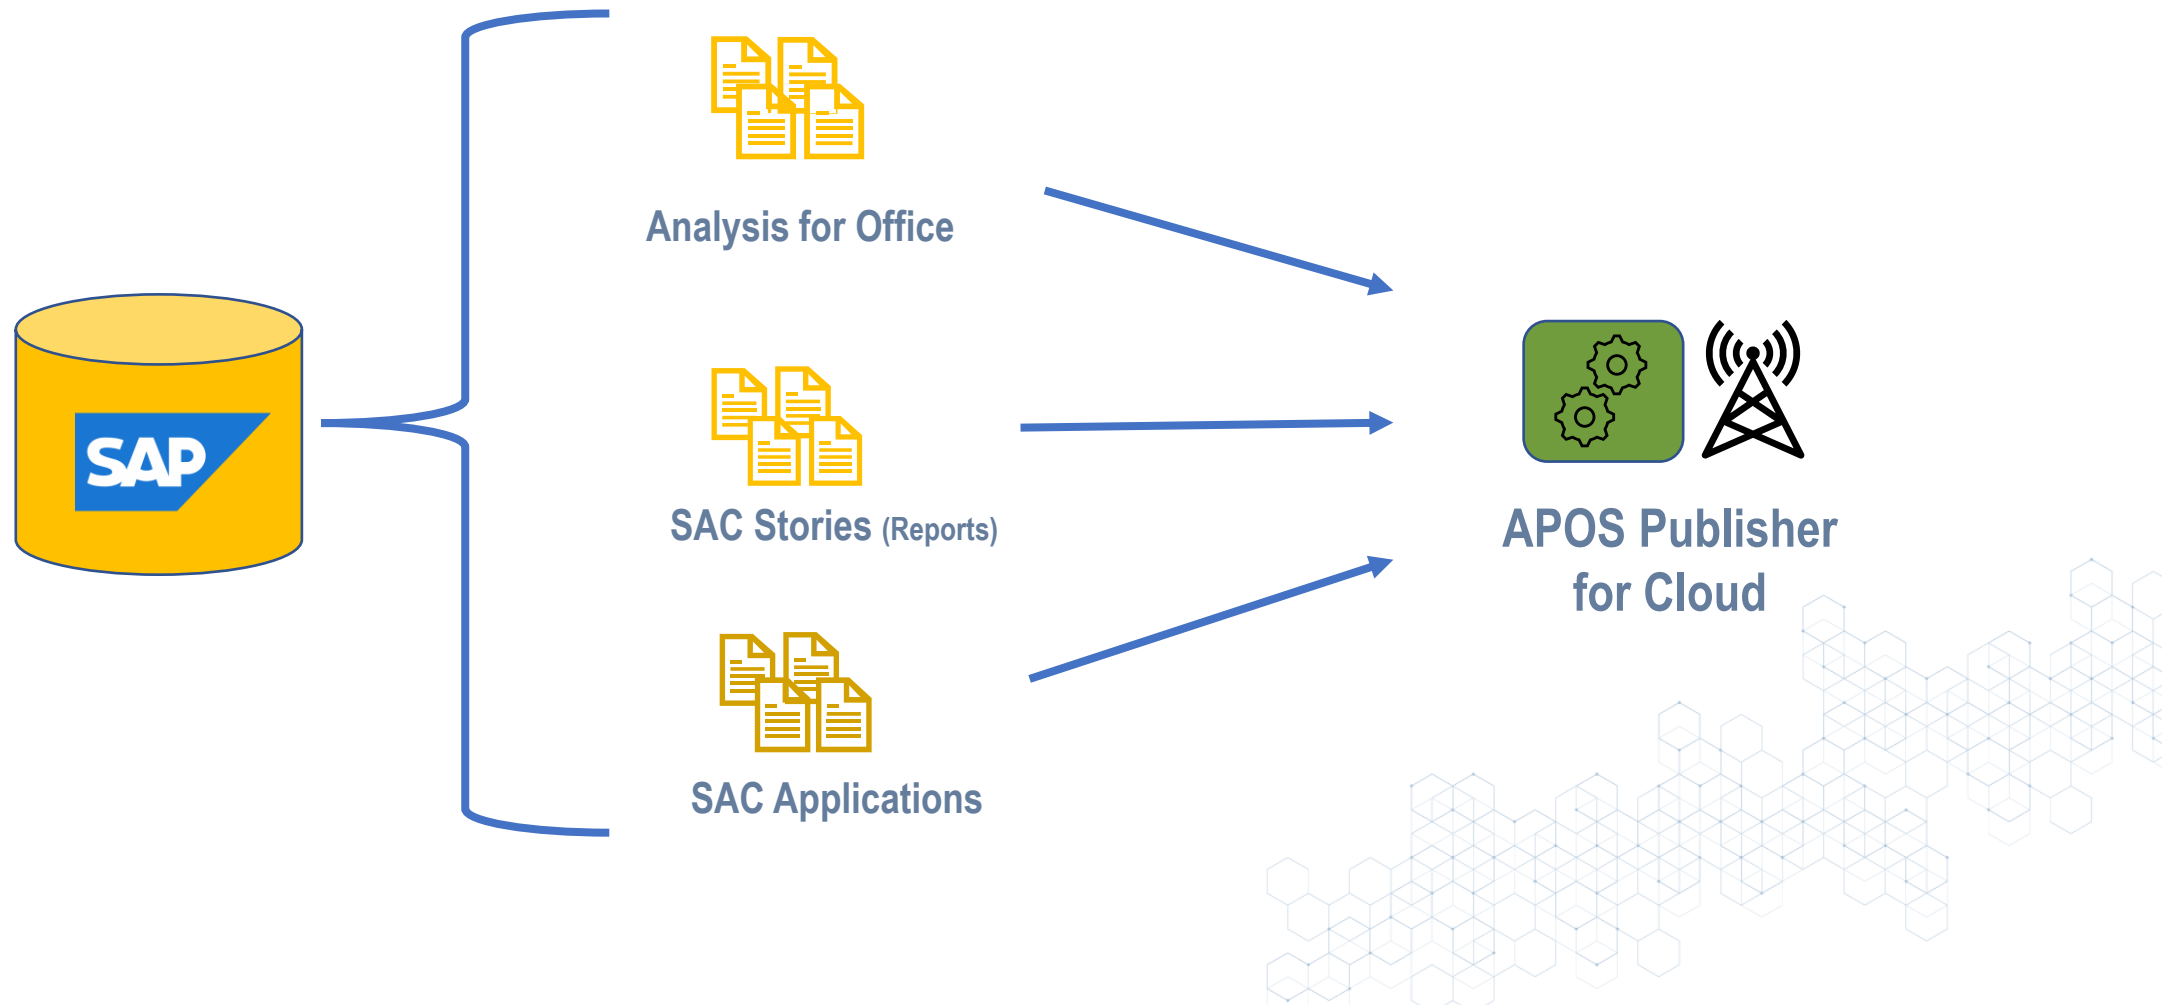 SAP
Analysis for Office
SAC Stories (Reports)
SAC Applications
APOS Publisher
for Cloud